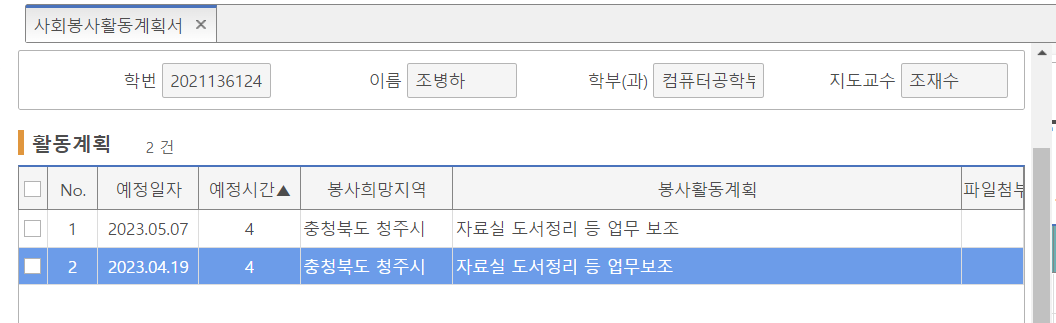 사회봉사활동계획서 ×
학번 2021136124 이름 조병하 학부(과) 컴퓨터공학부 지도교수 조재수
활동계획 2 건
No. 예정일자 예정시간▲ 봉사희망지역 봉사활동계획 파일첨부
1 2023.05.07 4 충청북도 청주시 자료실 도서정리 등 업무 보조
2 2023.04.19 4 충청북도 청주시 자료실 도서정리 등 업무보조